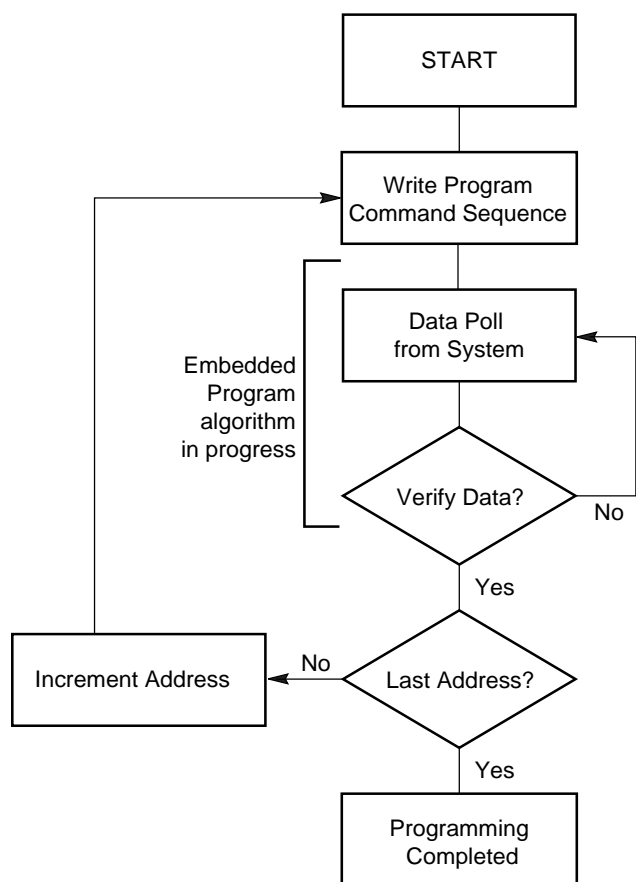 START
Write Program
Command Sequence
Data Poll
from System
Embedded
Program
algorithm
in progress
Verify Data?
No
Yes
No
Increment Address
Last Address?
Yes
Programming
Completed